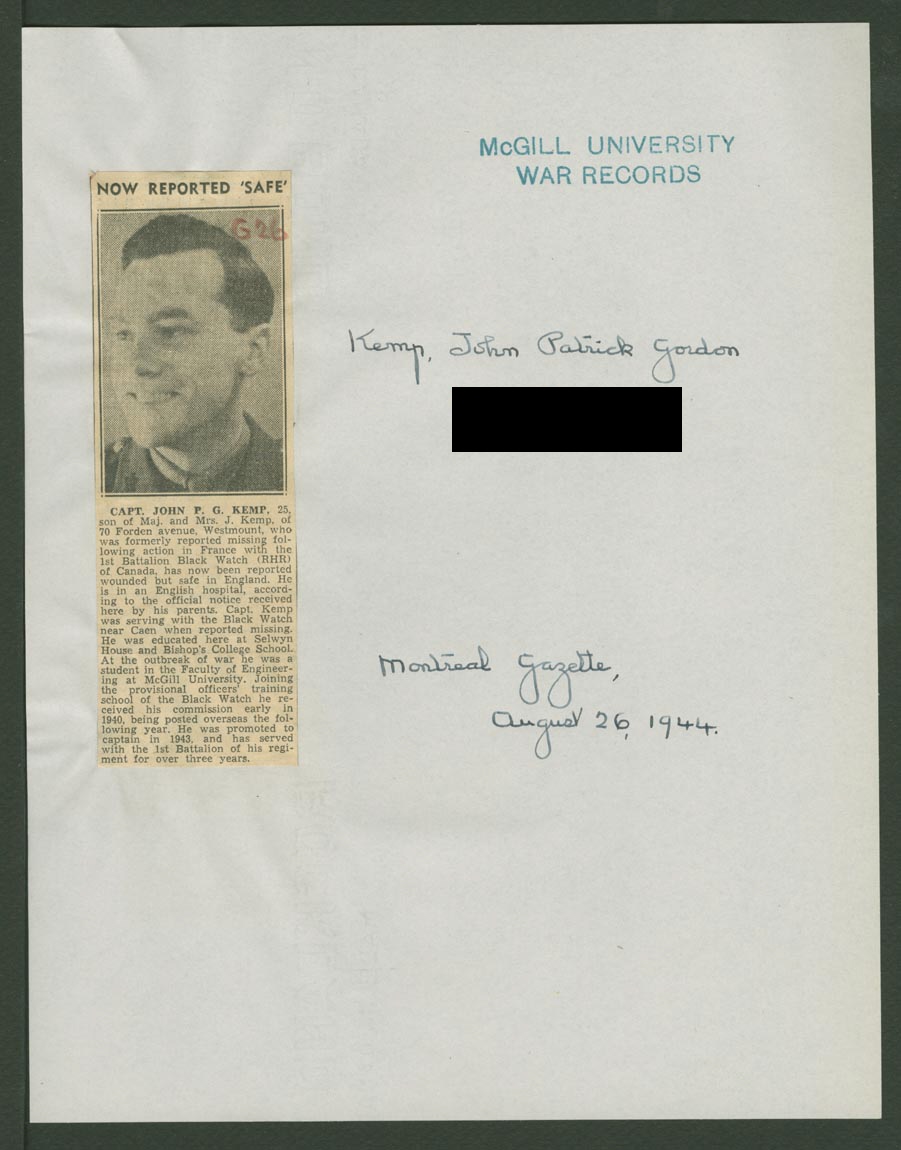 McGILL UNIVERSITY
WAR RECORDS
NOW REPORTED 'SAFE'
G26
Kemp, John Patrick Gordon
CAPT. JOHN P. G. KEMP, 25,
son of Maj. and Mrs. J. Kemp, of
70 Forden avenue, Westmount, who
was formerly reported missing fol-
lowing action in France with the
1st Battalion Black Watch (RHR)
of Canada, has now been reported
wounded but safe in England. He
is in an English hospital, accord-
ing to the official notice received
here by his parents. Capt. Kemp
was serving with the Black Watch
near Caen when reported missing.
He was educated here at Selwyn
House and Bishop's College School.
At the outbreak of war he was a
student in the Faculty of Engineer-
ing at McGill University. Joining
the provisional officers' training
school of the Black Watch he re-
ceived his commission early in
1940, being posted overseas the fol-
lowing year. He was promoted to
captain in 1943, and has served
with the 1st Battalion of his regi-
ment for over three years.
Montreal Gazette,
August 26, 1944.